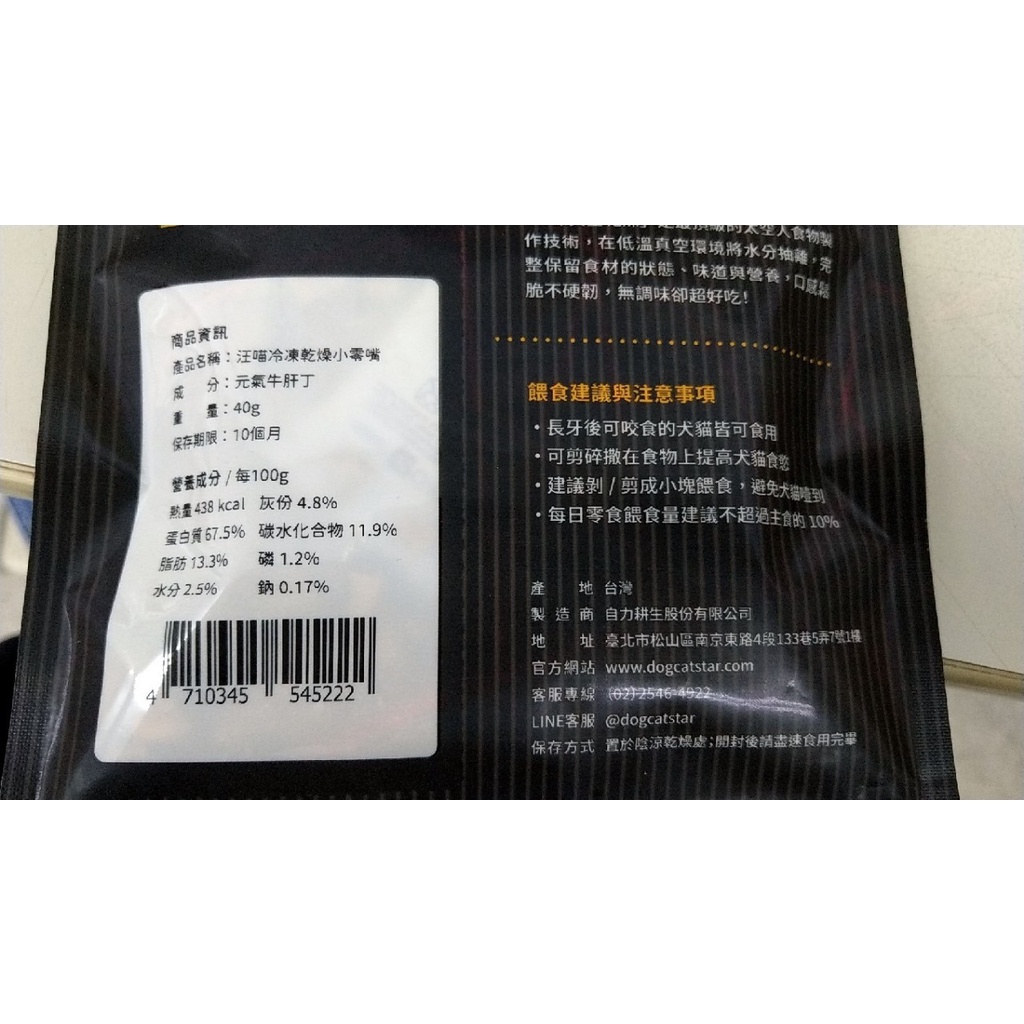 商品資訊
產品名稱：汪喵冷凍乾燥小零嘴
成 分：元氣牛肝丁
重 量：40g
保存期限：10個月
營養成分 / 每100g
熱量 438 kcal 灰份 4.8%
蛋白質 67.5% 碳水化合物 11.9%
脂肪 13.3% 磷 1.2%
水分 2.5% 鈉 0.17%
4 710345 545222
太空人食物製
作技術，在低溫真空環境將水分抽離，完
整保留食材的狀態、味道與營養，口感鬆
脆不硬韌，無調味卻超好吃！
餵食建議與注意事項
・長牙後可咬食的犬貓皆可食用
・可剪碎撒在食物上提高犬貓食慾
・建議剝 / 剪成小塊餵食，避免犬貓噎到
・每日零食餵食量建議不超過主食的 10%
產 地 台灣
製 造 商 自力耕生股份有限公司
地 址 臺北市松山區南京東路4段133巷5弄7號1樓
官方網站 www.dogcatstar.com
客服專線 (02)2546-4922
LINE客服 @dogcatstar
保存方式 置於陰涼乾燥處；開封後請盡速食用完畢